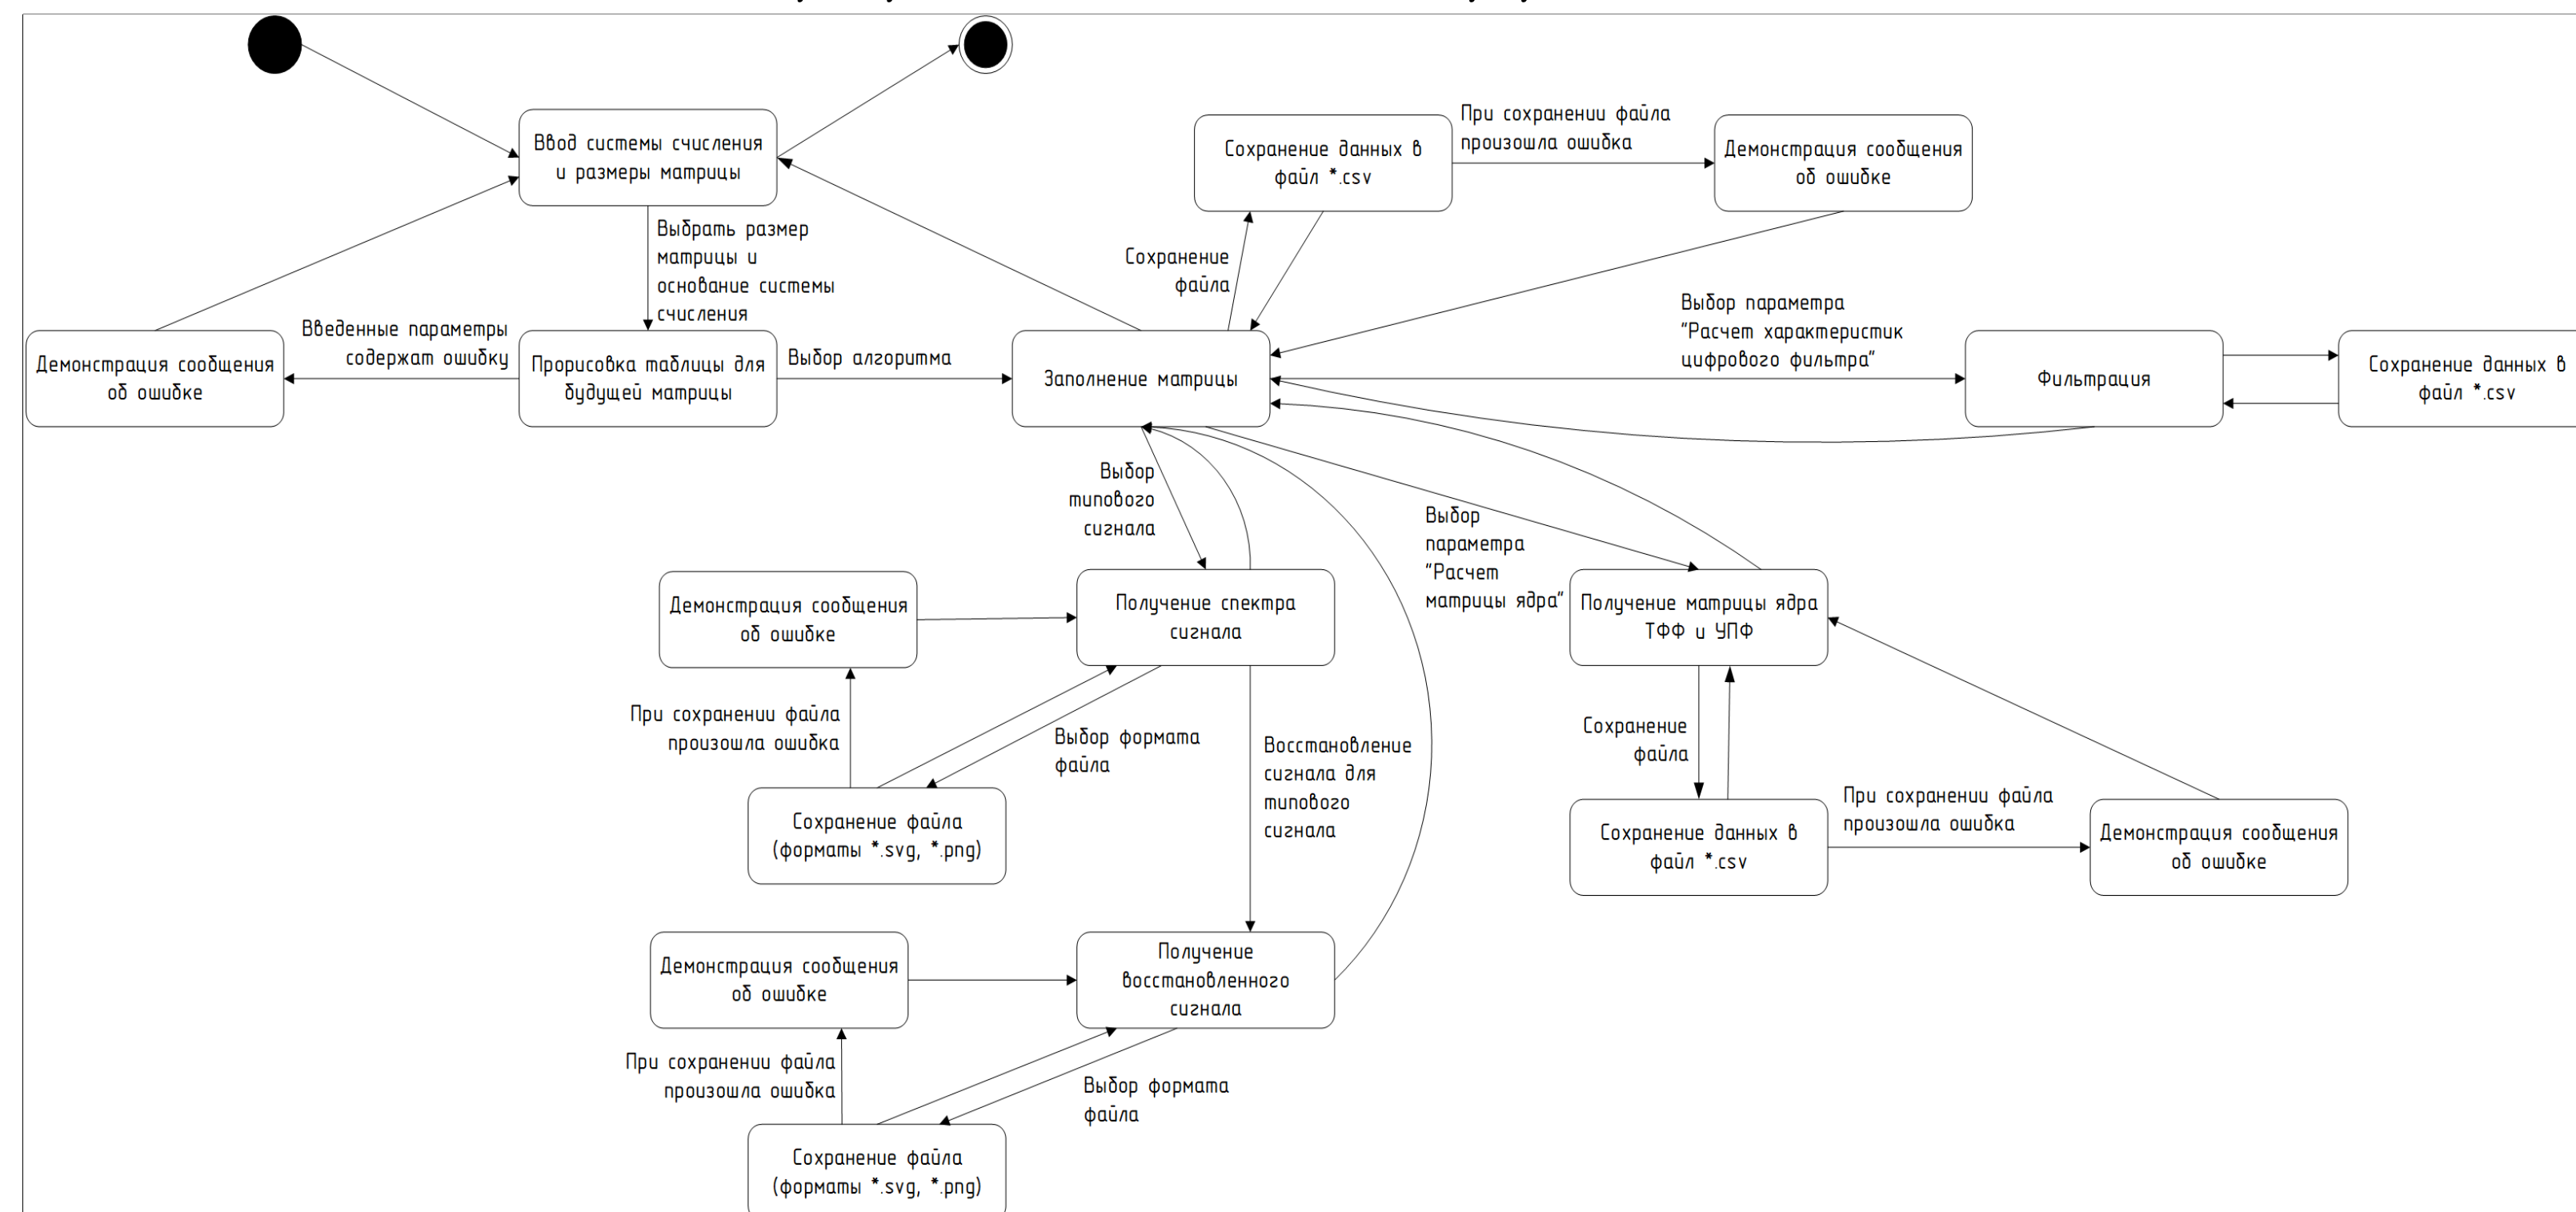 Ввод системы счисления
и размеры матрицы
Сохранение данных в
файл *.csv
При сохранении файла
произошла ошибка
Демонстрация сообщения
об ошибке
Выбрать размер
матрицы и
основание системы
счисления
Сохранение
файла
Выбор параметра
"Расчет характеристик
цифрового фильтра"
Введенные параметры
содержат ошибку
Демонстрация сообщения
об ошибке
Прорисовка таблицы для
будущей матрицы
Выбор алгоритма
Заполнение матрицы
Фильтрация
Сохранение данных в
файл *.csv
Выбор
типового
сигнала
Выбор
параметра
"Расчет
матрицы ядра"
Демонстрация сообщения
об ошибке
Получение спектра
сигнала
Получение матрицы ядра
ТФФ и УПФ
При сохранении файла
произошла ошибка
Выбор формата
файла
Восстановление
сигнала для
типового
сигнала
Сохранение
файла
Сохранение файла
(форматы *.svg, *.png)
Сохранение данных в
файл *.csv
При сохранении файла
произошла ошибка
Демонстрация сообщения
об ошибке
Демонстрация сообщения
об ошибке
Получение
восстановленного
сигнала
При сохранении файла
произошла ошибка
Выбор формата
файла
Сохранение файла
(форматы *.svg, *.png)